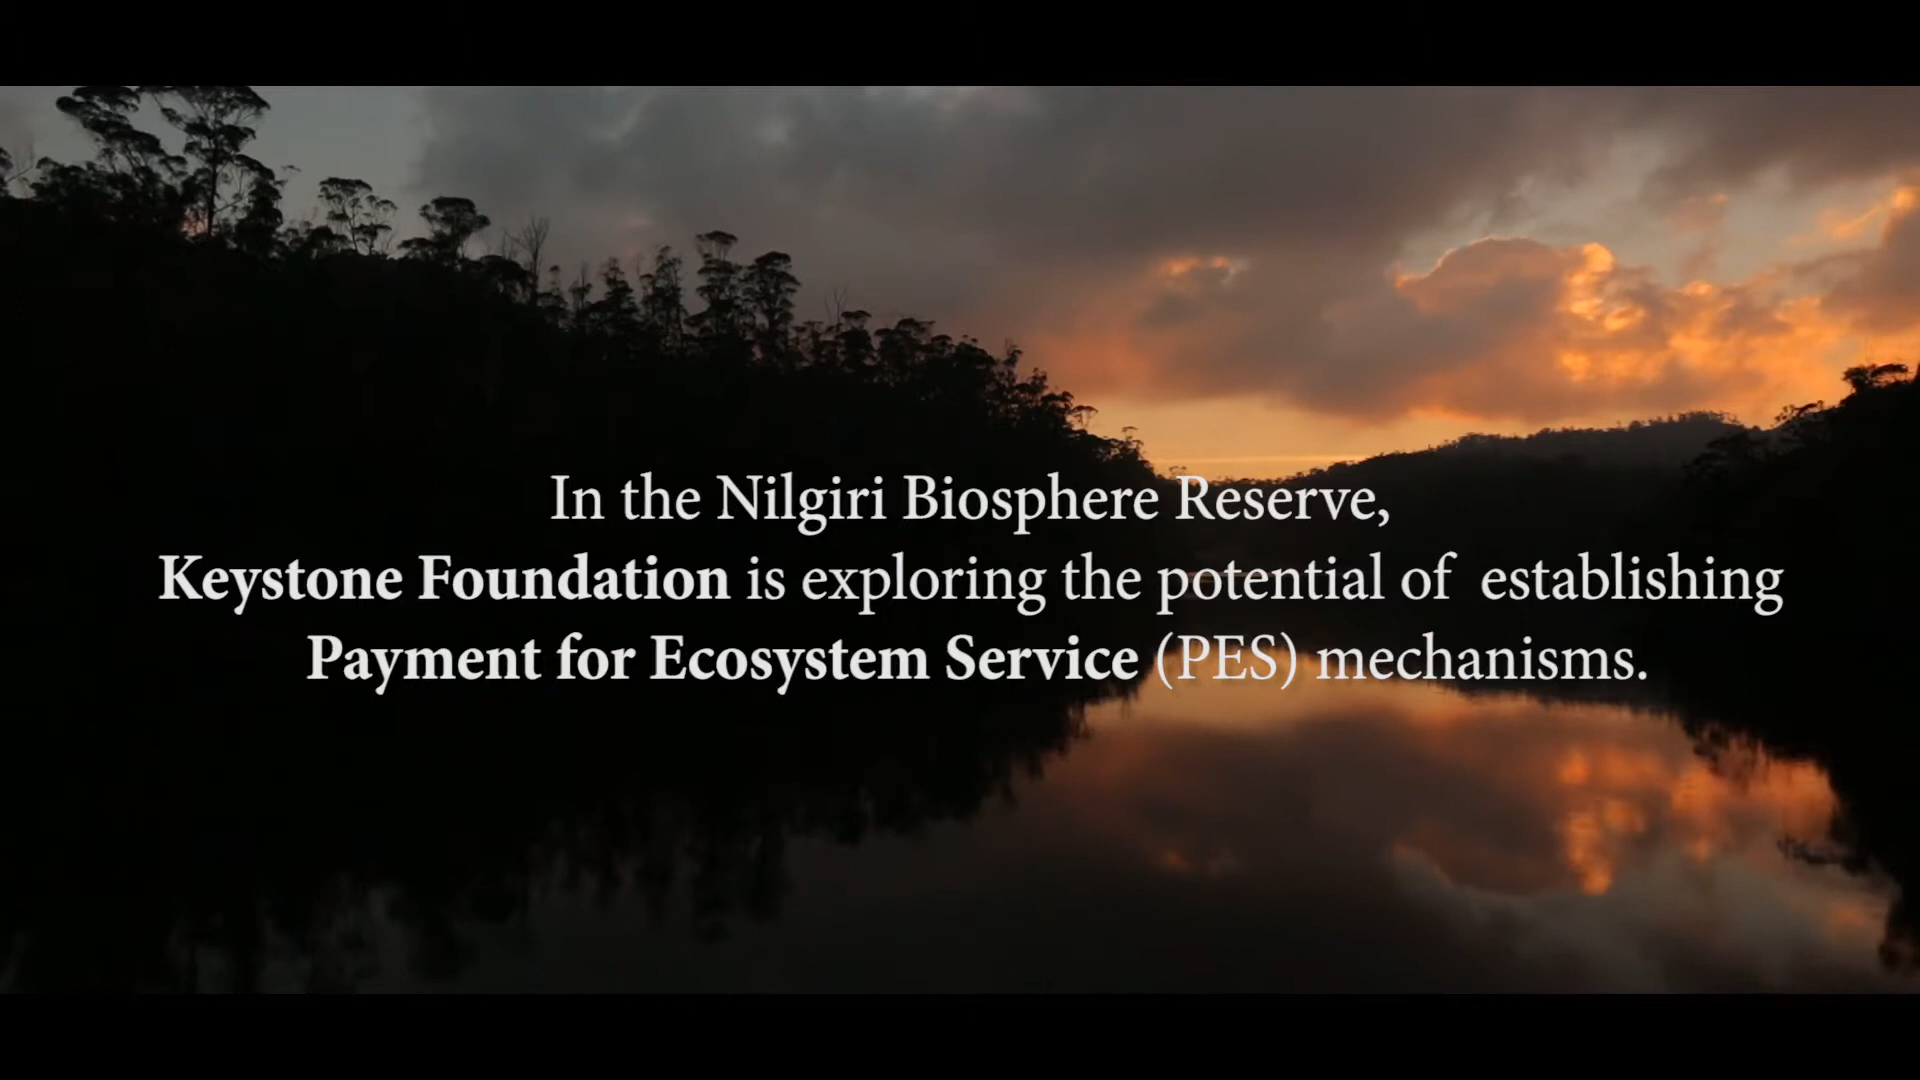 In the Nilgiri Biosphere Reserve,
Keystone Foundation is exploring the potential of  establishing
Payment for Ecosystem Service (PES) mechanisms.